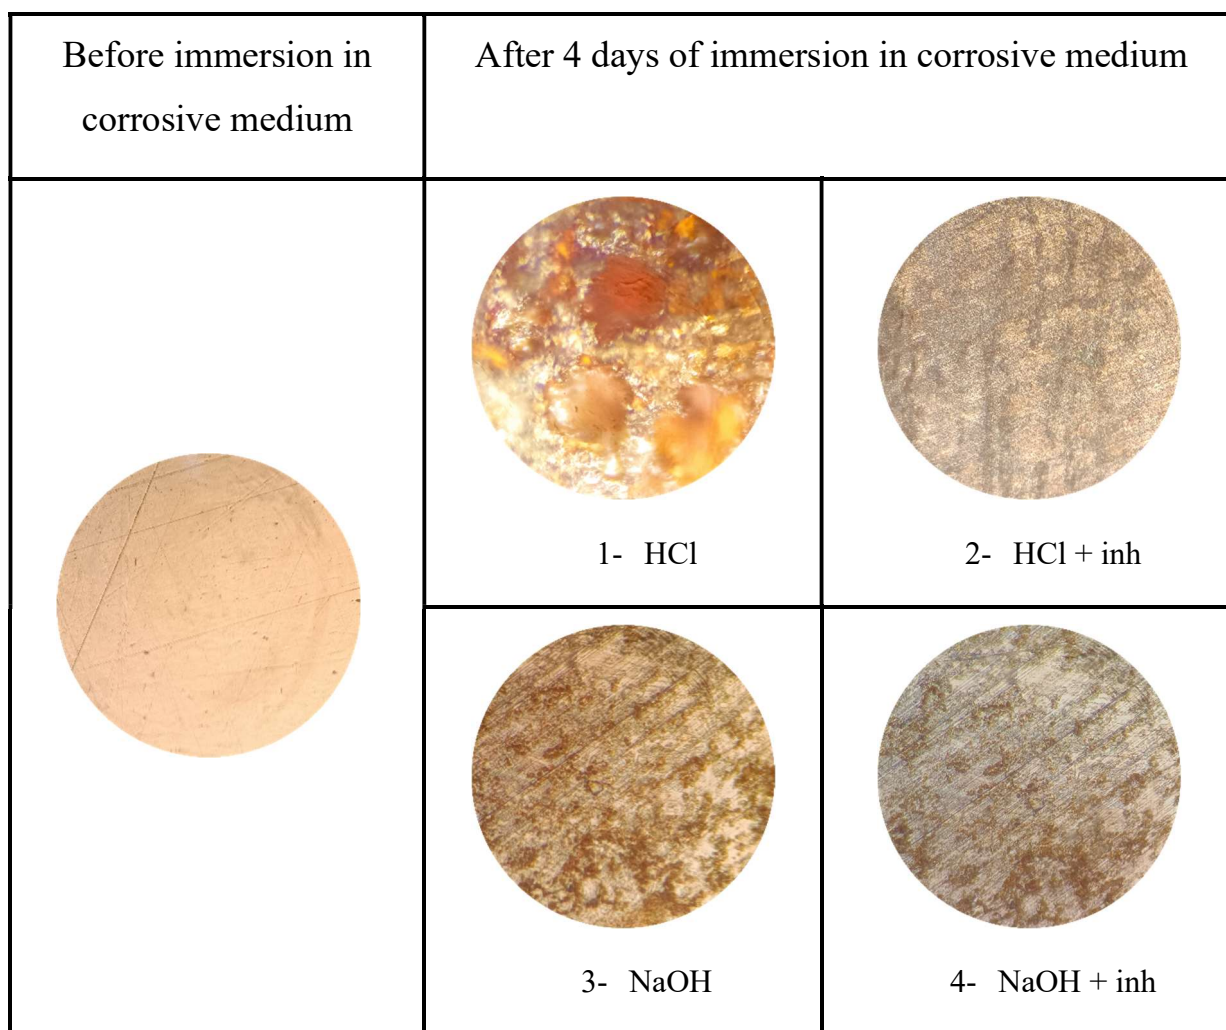 Before immersion in
corrosive medium
After 4 days of immersion in corrosive medium
1- HCl
2- HCl + inh
3- NaOH
4- NaOH + inh